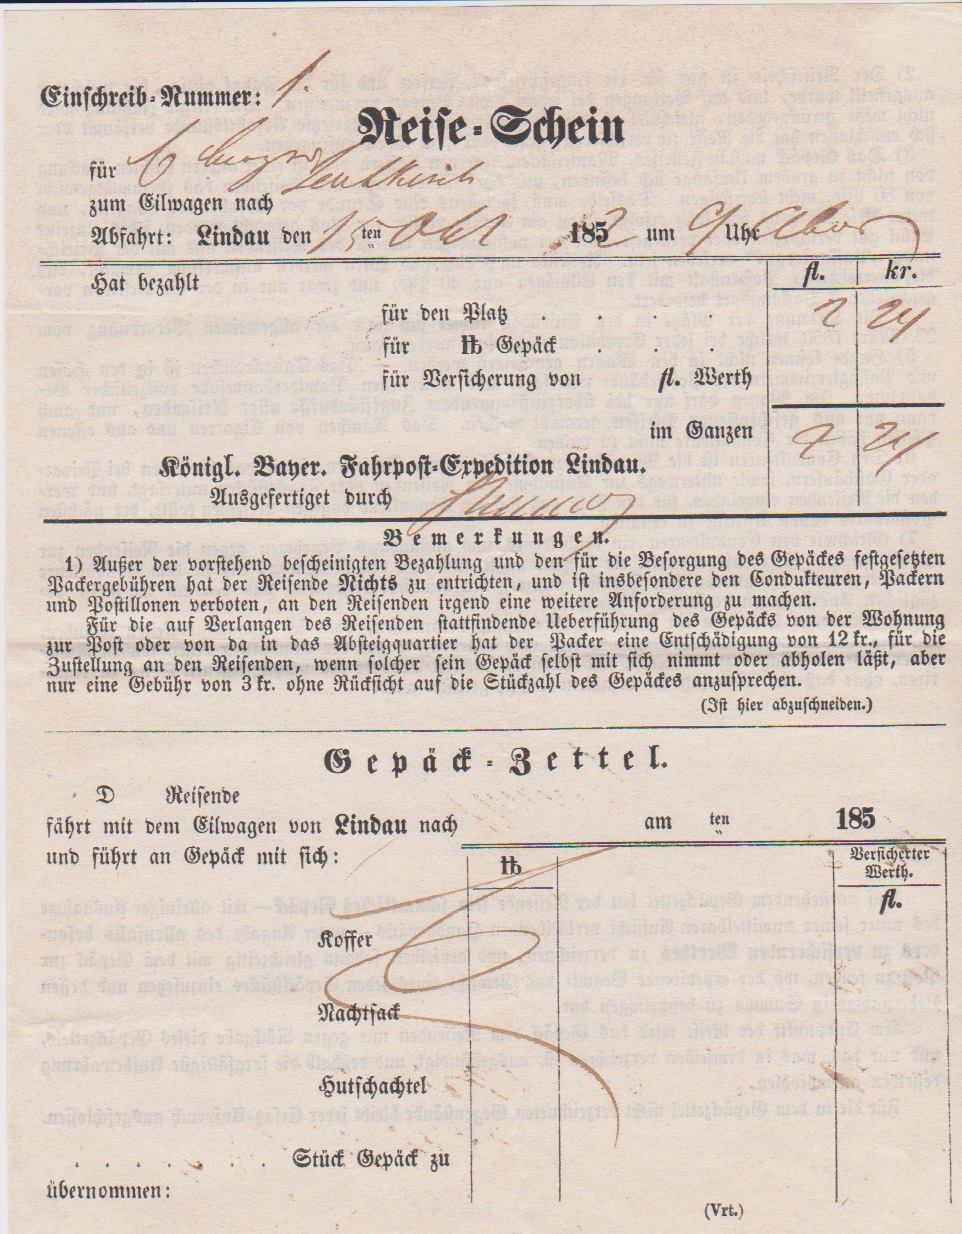 Einschreib-Nummer: 1.
Reise-Schein
für
zum Eilwagen nach Leutkirch
Abfahrt: Lindau den 1 ten Okt 185 um 9 Uhr Abds
fl. kr.
Hat bezahlt
für den Platz . . . . 2 24
für ℔ Gepäck . . .
für Versicherung von fl. Werth
im Ganzen 2 24
Königl. Bayer. Fahrpost-Expedition Lindau.
Ausgefertiget durch
Bemerkungen.
1) Außer der vorstehend bescheinigten Bezahlung und den für die Besorgung des Gepäckes festgesetzten
Packergebühren hat der Reisende Nichts zu entrichten, und ist insbesondere den Condukteuren, Packern
und Postillonen verboten, an den Reisenden irgend eine weitere Anforderung zu machen.
Für die auf Verlangen des Reisenden stattfindende Ueberführung des Gepäcks von der Wohnung
zur Post oder von da in das Absteigquartier hat der Packer eine Entschädigung von 12 kr., für die
Zustellung an den Reisenden, wenn solcher sein Gepäck selbst mit sich nimmt oder abholen läßt, aber
nur eine Gebühr von 3 kr. ohne Rücksicht auf die Stückzahl des Gepäckes anzusprechen.
(Ist hier abzuschneiden.)
Gepäck-Zettel.
D Reisende
fährt mit dem Eilwagen von Lindau nach am ten 185
und führt an Gepäck mit sich:
℔ Versicherter
Werth.
fl.
Koffer
Nachtsack
Hutschachtel
. . . . . . . Stück Gepäck zu
übernommen:
(Vrt.)